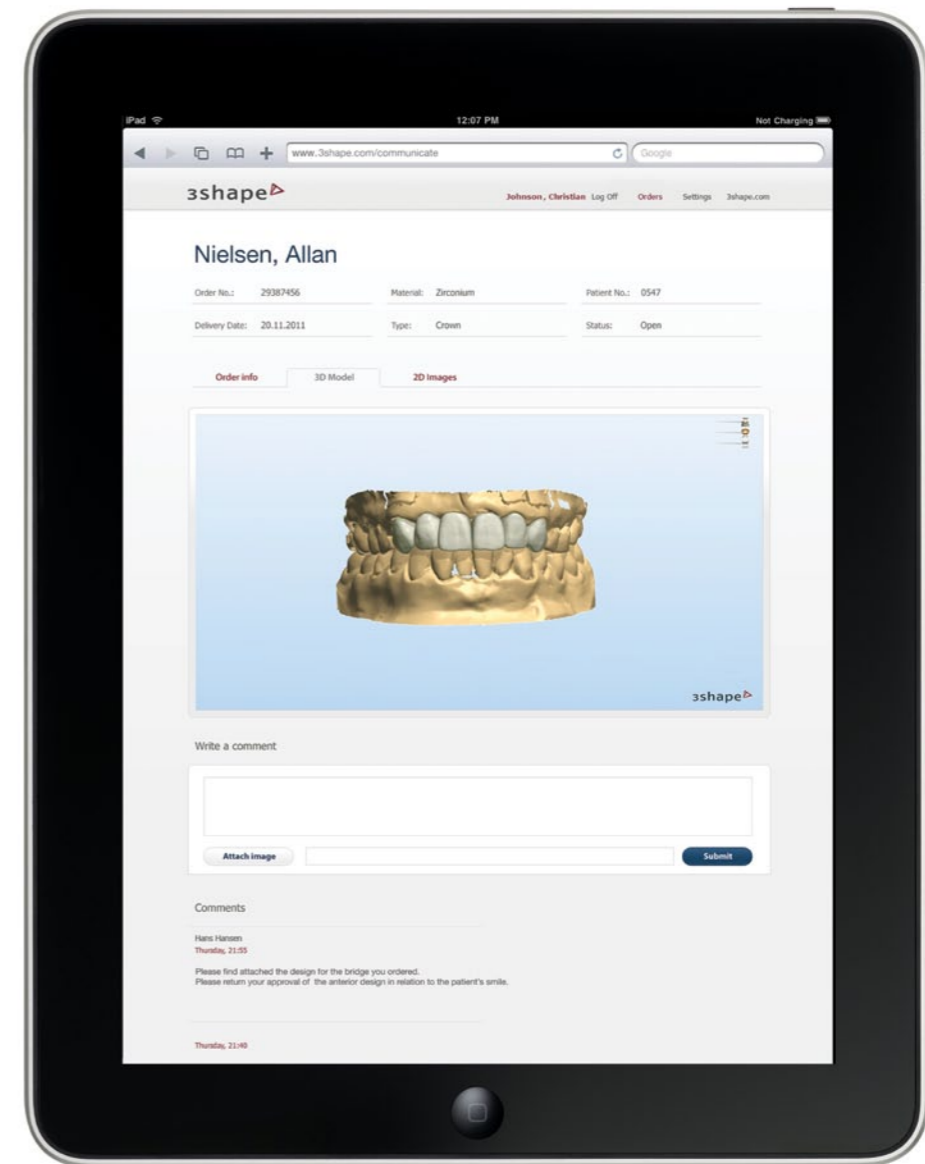 iPad 12:07 PM Not Charging
www.3shape.com/communicate Google
3shape Johnson, Christian Log Off Orders Settings 3shape.com
Nielsen, Allan
Order No.: 29387456 Material: Zirconium Patient No.: 0547
Delivery Date: 20.11.2011 Type: Crown Status: Open
Order info 3D Model 2D Images
3shape
Write a comment
Attach image Submit
Comments
Hans Hansen
Thursday, 21:55
Please find attached the design for the bridge you ordered.
Please return your approval of the anterior design in relation to the patient's smile.
Thursday, 21:40